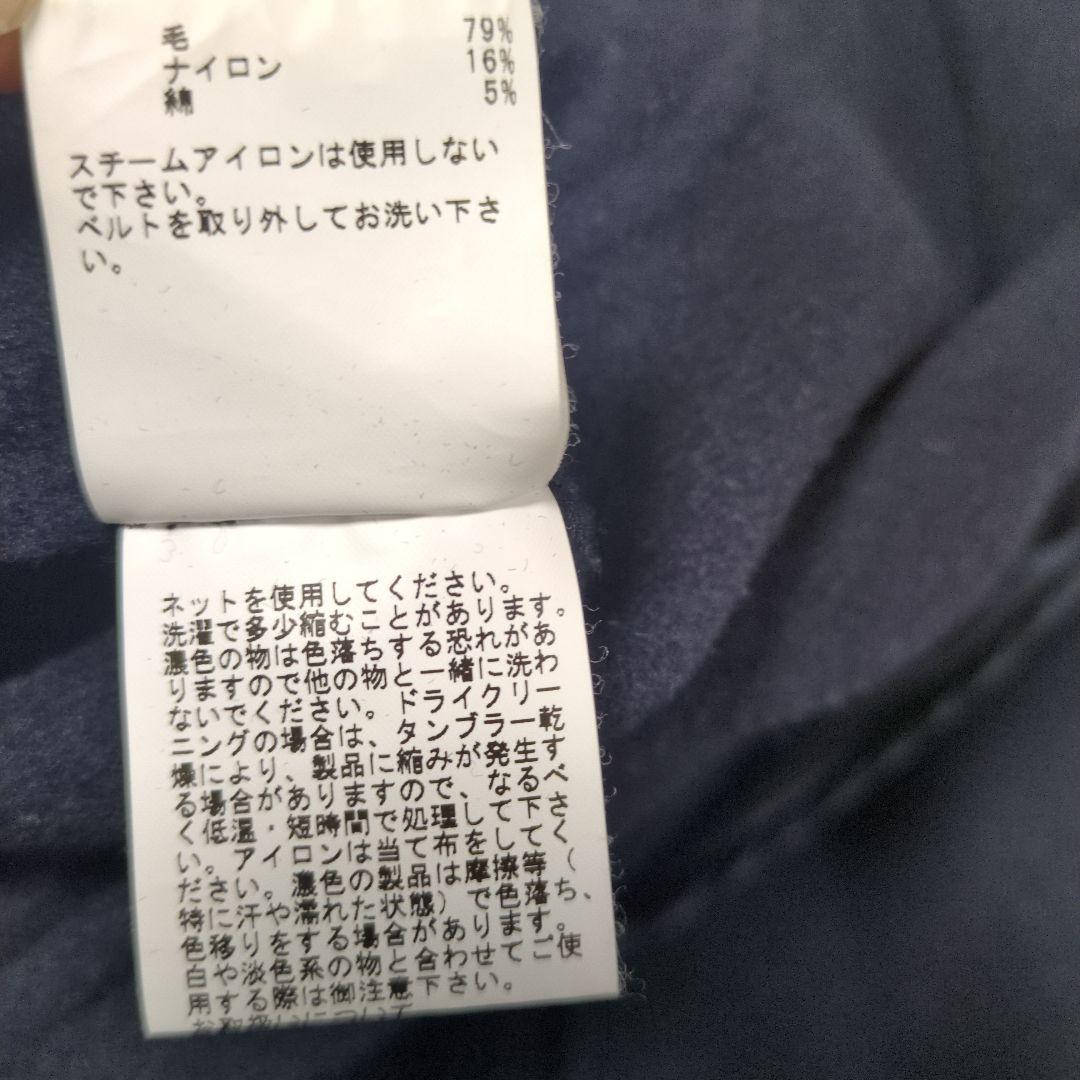 毛 79%
ナイロン 16%
綿 5%
スチームアイロンは使用しない
で下さい。
ベルトを取り外してお洗い下さ
い。
ネットを使用してください。
洗濯で多少縮むことがあります。
濃色の物は色落ちする恐れがあ
りますので他の物と一緒に洗わ
ないでください。ドライクリー
ニングの場合は、タンブラー乾
燥により、製品に縮みが発生す
る場合がありますので、なるべ
く低温・短時間で処理して下さ
い。アイロンは当て布をしてく
ださい。濃色の製品は摩擦等(
特に汗や濡れた状態)で色落ち、
色移りをする場合があります。
白や淡色系の物と合わせてご使
用する際は御注意下さい。
お取扱いについて